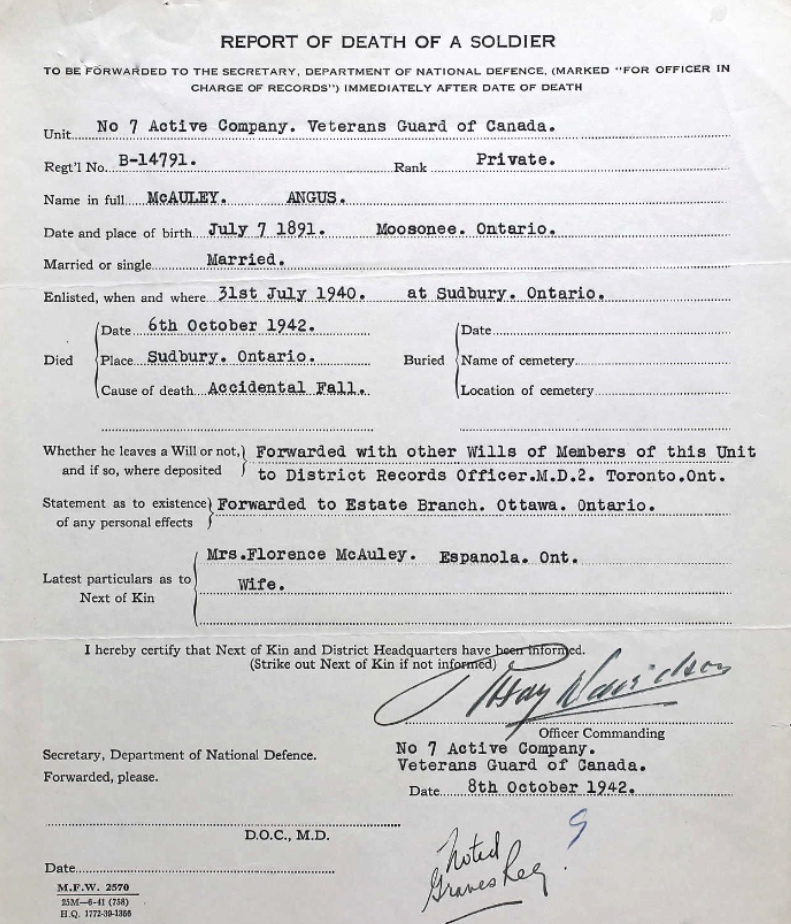 REPORT OF DEATH OF A SOLDIER
TO BE FORWARDED TO THE SECRETARY, DEPARTMENT OF NATIONAL DEFENCE, (MARKED "FOR OFFICER IN
CHARGE OF RECORDS") IMMEDIATELY AFTER DATE OF DEATH
Unit No 7 Active Company. Veterans Guard of Canada.
Regt'l No. B-14791. Rank Private.
Name in full McAULEY. ANGUS.
Date and place of birth July 7 1891. Moosonee. Ontario.
Married or single Married.
Enlisted, when and where 31st July 1940. at Sudbury. Ontario.
Died
Date 6th October 1942.
Place Sudbury. Ontario.
Cause of death Accidental Fall.
Buried
Date
Name of cemetery
Location of cemetery
Whether he leaves a Will or not, Forwarded with other Wills of Members of this Unit
and if so, where deposited to District Records Officer.M.D.2. Toronto.Ont.
Statement as to existence Forwarded to Estate Branch. Ottawa. Ontario.
of any personal effects
Mrs.Florence McAuley. Espanola. Ont.
Latest particulars as to Wife.
Next of Kin
I hereby certify that Next of Kin and District Headquarters have been informed.
(Strike out Next of Kin if not informed)
Davidson
Officer Commanding
No 7 Active Company.
Secretary, Department of National Defence.
Veterans Guard of Canada.
Forwarded, please.
Date 8th October 1942.
D.O.C., M.D.
Noted
Graves Reg
Date
M.F.W. 2570
25M—6-41 (758)
H.Q. 1772-39-1356